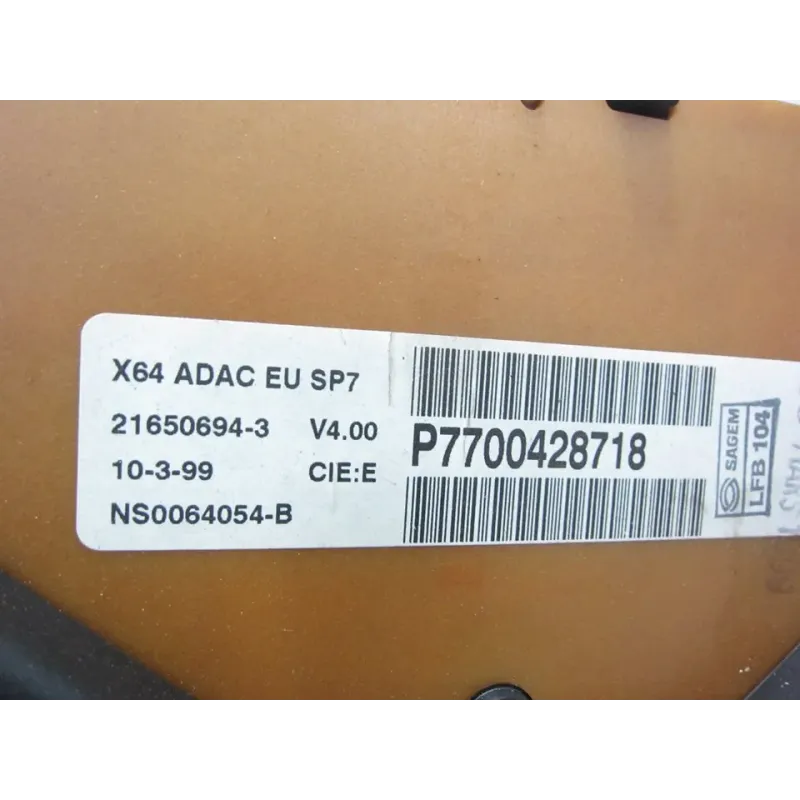 X64 ADAC EU SP7
21650694-3 V4.00
10-3-99 CIE:E
NS0064054-B
P7700428718
SAGEM
LFB 104